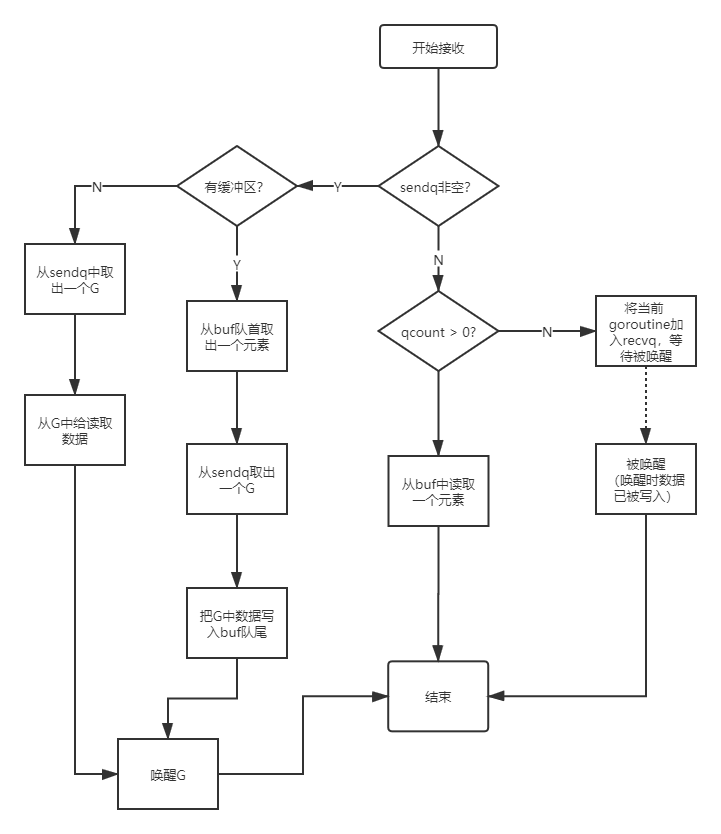 开始接收
有缓冲区？
N
Y
sendq非空？
从sendq中取
出一个G
Y
N
从buf队首取
出一个元素
qcount > 0？
N
将当前
goroutine加
入recvq，等
待被唤醒
从G中给读取
数据
从sendq取出
一个G
从buf中读取
一个元素
被唤醒
（唤醒时数据
已被写入）
把G中数据写
入buf队尾
结束
唤醒G